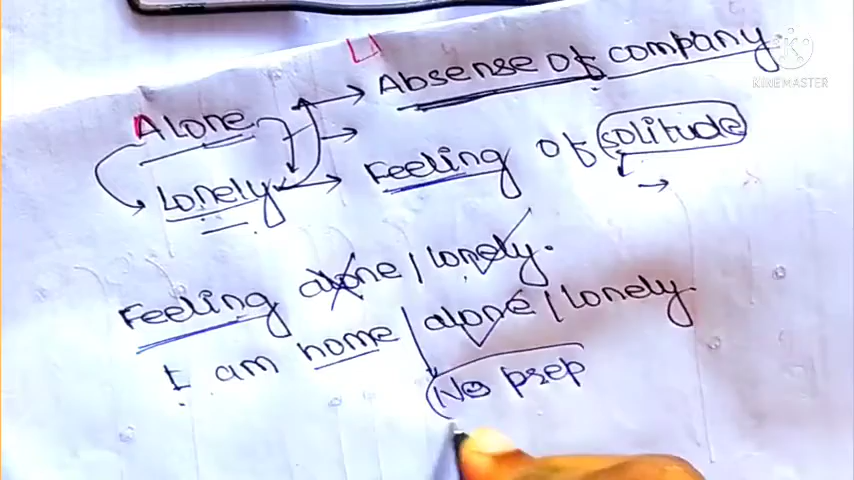 Alone → Absense of company.
Lonely → Feeling of solitude
Feeling alone / lonely.
I am home / alone / lonely.
No prep
KINEMASTER